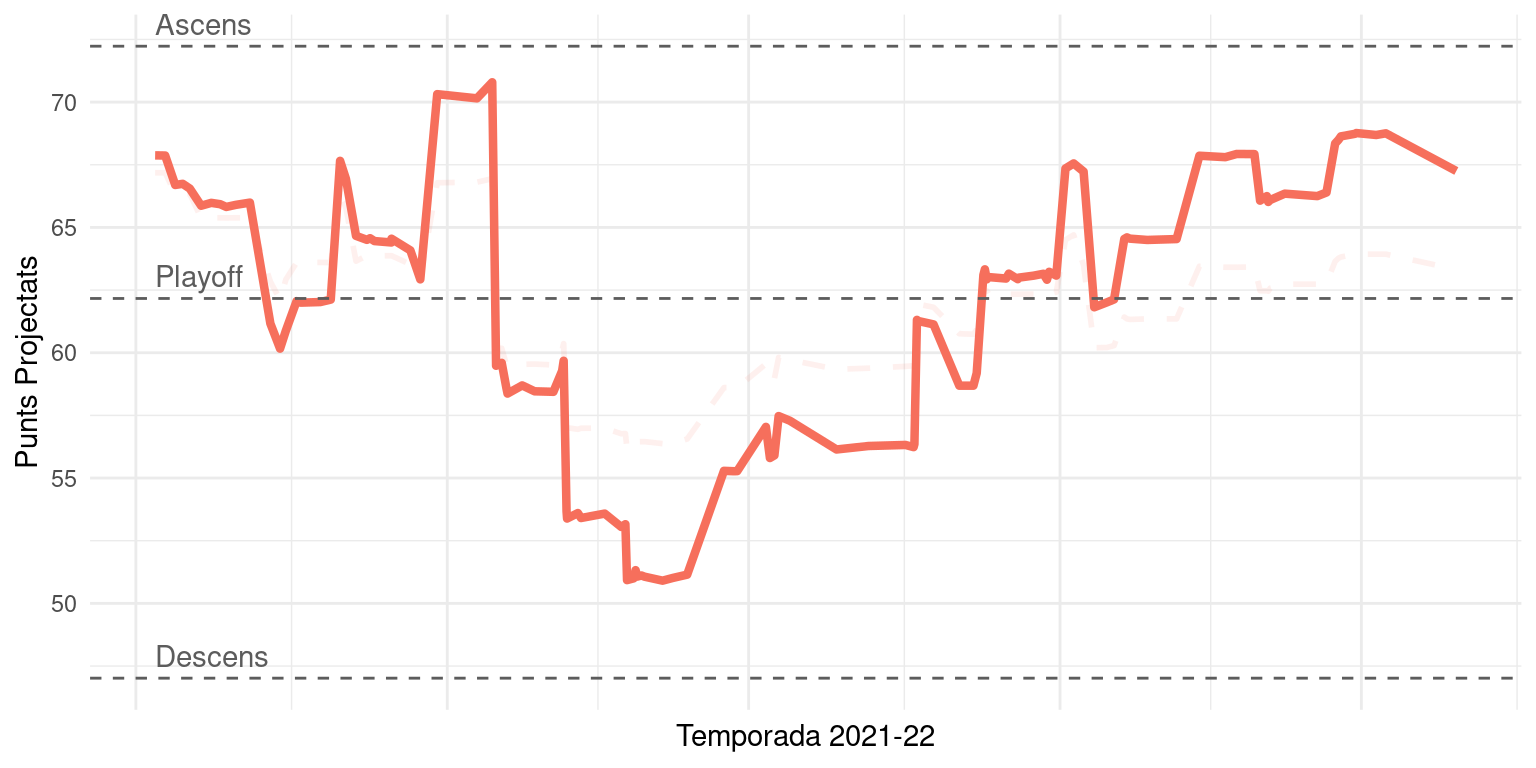 Ascens
70
65
Playoff
60
55
50
Descens
Punts Projectats
Temporada 2021-22